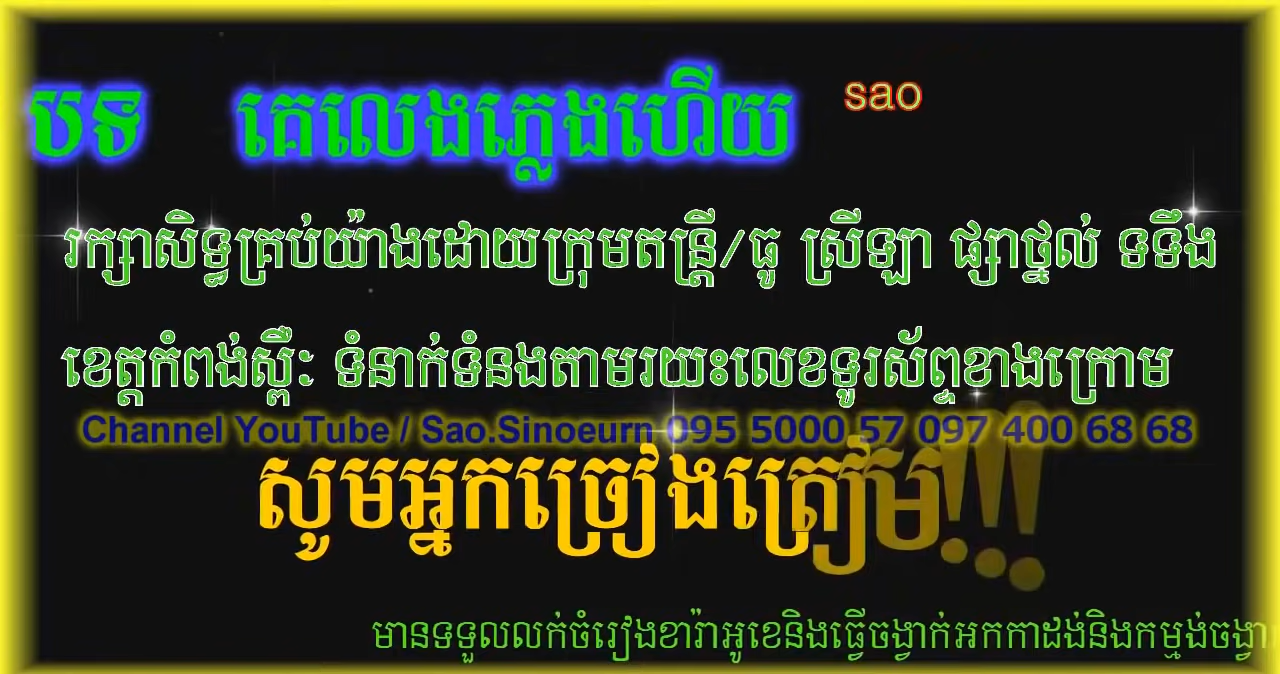 បទ គេលេងភ្លេងហើយ sao
រក្សាសិទ្ធគ្រប់យ៉ាងដោយក្រុមតន្ត្រី/ធូ ស្រីឡា ផ្សាថ្នល់ ទទឹង
ខេត្តកំពង់ស្ពឺៈ ទំនាក់ទំនងតាមរយះលេខទូរស័ព្ទខាងក្រោម
Channel YouTube / Sao.Sinoeurn 095 5000 57 097 400 68 68
សូមអ្នកច្រៀងត្រៀម!!!
មានទទួលលក់ចំរៀងខារ៉ាអូខេនិងធ្វើចង្វាក់អកកាដង់និងកម្មង់